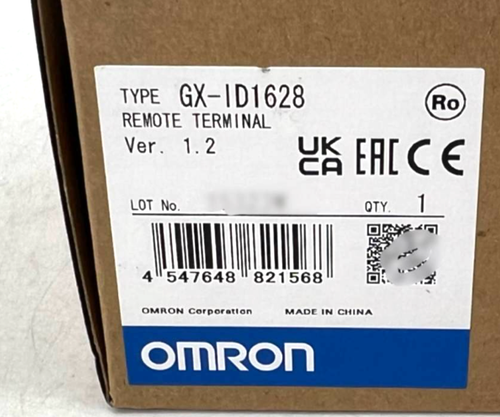 TYPE GX-ID1628
Ro
REMOTE TERMINAL
Ver. 1.2
UK
CA EAC CE
LOT No. QTY. 1
4 547648 821568
OMRON Corporation MADE IN CHINA
OMRON